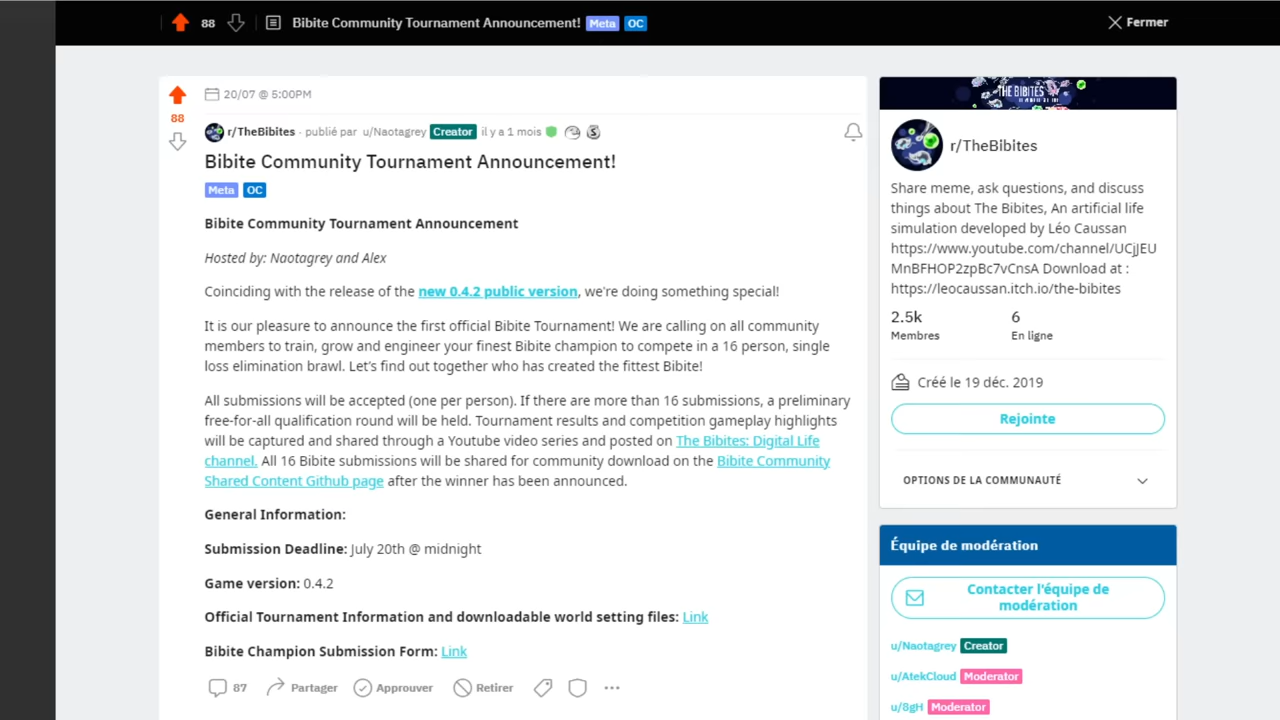 88 Bibite Community Tournament Announcement! Meta OC Fermer
88
20/07 @ 5:00PM
r/TheBibites · publié par u/Naotagrey Creator il y a 1 mois
Bibite Community Tournament Announcement!
Meta OC
Bibite Community Tournament Announcement
Hosted by: Naotagrey and Alex
Coinciding with the release of the new 0.4.2 public version, we're doing something special!
It is our pleasure to announce the first official Bibite Tournament! We are calling on all community
members to train, grow and engineer your finest Bibite champion to compete in a 16 person, single
loss elimination brawl. Let's find out together who has created the fittest Bibite!
All submissions will be accepted (one per person). If there are more than 16 submissions, a preliminary
free-for-all qualification round will be held. Tournament results and competition gameplay highlights
will be captured and shared through a Youtube video series and posted on The Bibites: Digital Life
channel. All 16 Bibite submissions will be shared for community download on the Bibite Community
Shared Content Github page after the winner has been announced.
General Information:
Submission Deadline: July 20th @ midnight
Game version: 0.4.2
Official Tournament Information and downloadable world setting files: Link
Bibite Champion Submission Form: Link
87 Partager Approuver Retirer
THE BIBITES
r/TheBibites
Share meme, ask questions, and discuss
things about The Bibites, An artificial life
simulation developed by Léo Caussan
https://www.youtube.com/channel/UCjJEU
MnBFHOP2zpBc7vCnsA Download at :
https://leocaussan.itch.io/the-bibites
2.5k 6
Membres En ligne
Créé le 19 déc. 2019
Rejointe
OPTIONS DE LA COMMUNAUTÉ
Équipe de modération
Contacter l'équipe de
modération
u/Naotagrey Creator
u/AtekCloud Moderator
u/8gH Moderator